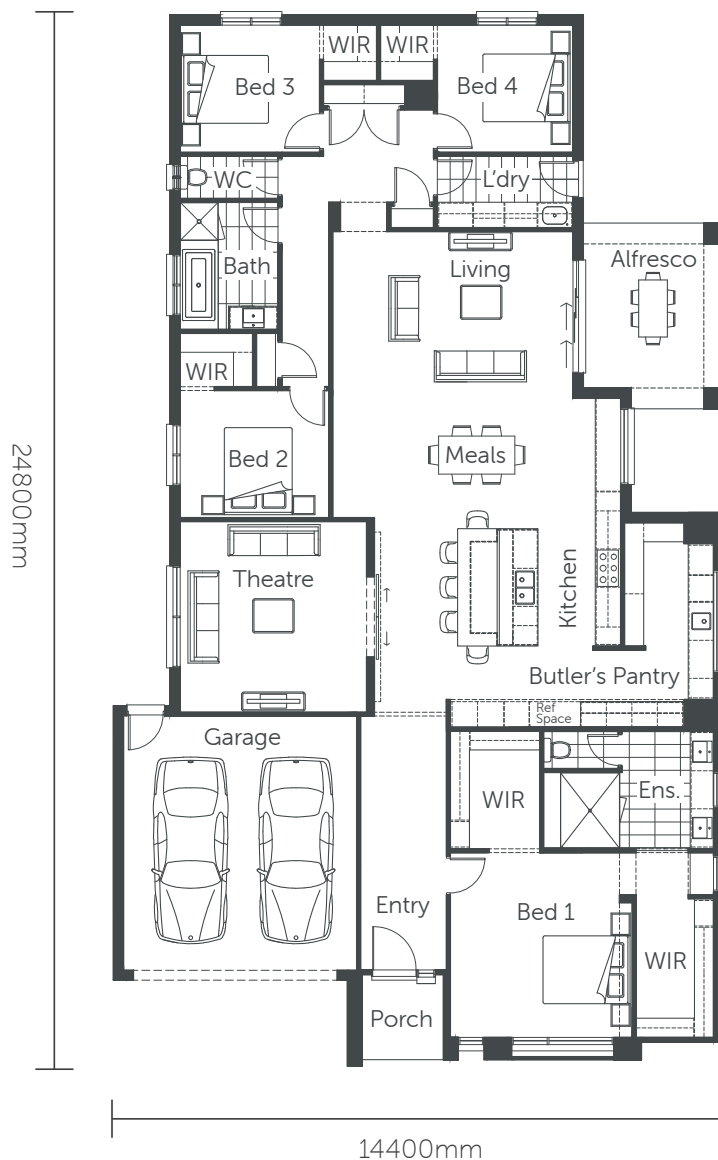 WIR
WIR
Bed 3
Bed 4
WC
L'dry
Bath
Living
Alfresco
WIR
Meals
Bed 2
24800mm
Theatre
Kitchen
Butler's Pantry
Ref
Space
Garage
WIR
Ens.
Entry
Bed 1
WIR
Porch
14400mm